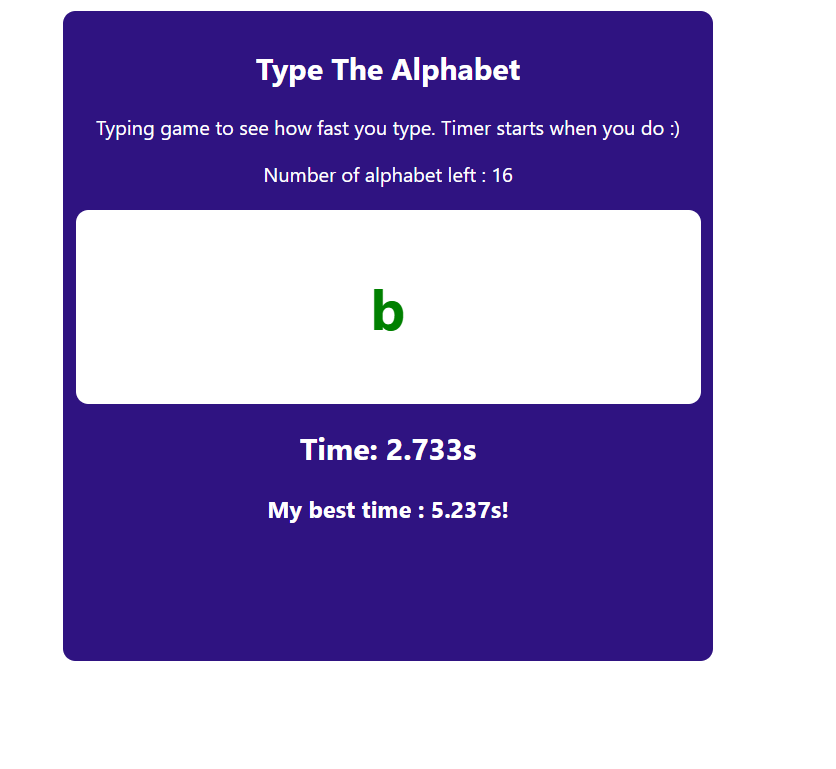 Type The Alphabet
Typing game to see how fast you type. Timer starts when you do :)
Number of alphabet left : 16
b
Time: 2.733s
My best time : 5.237s!